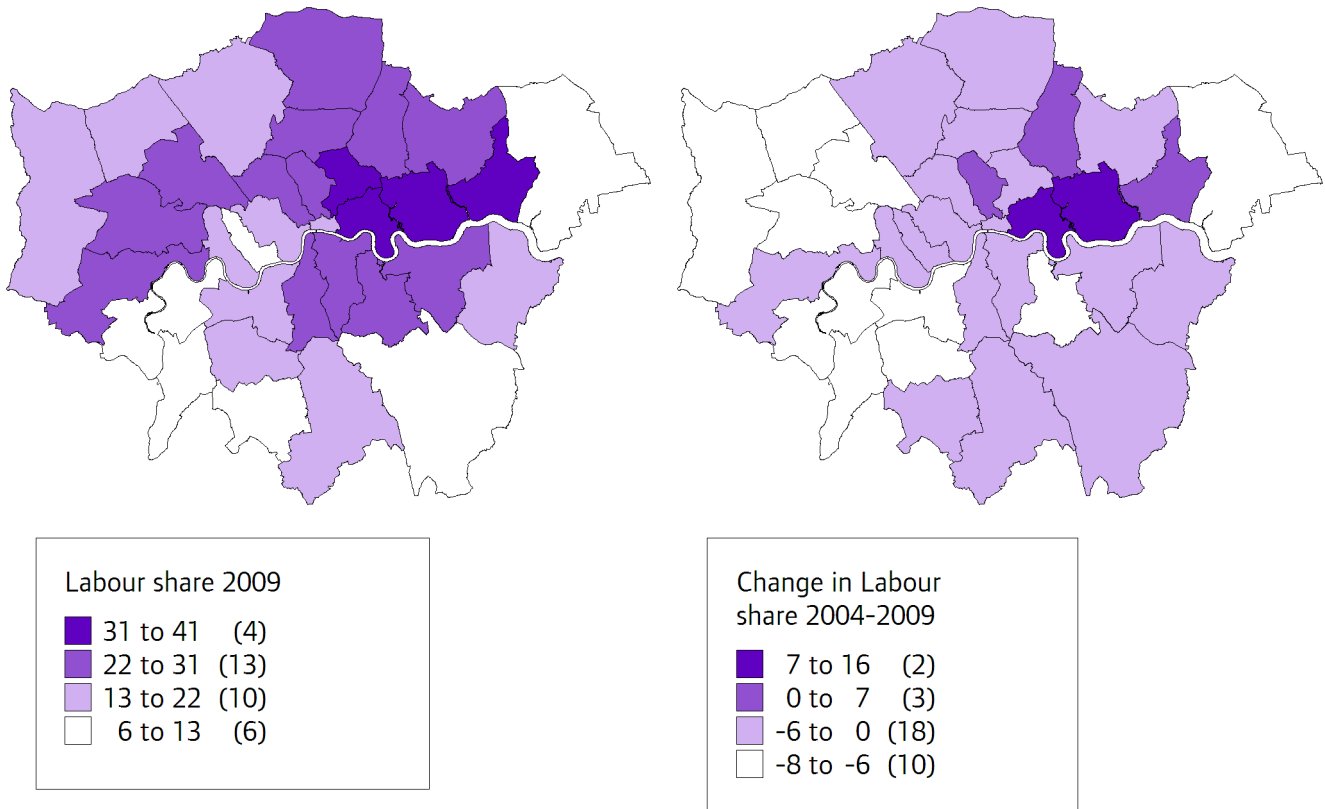 Labour share 2009
31 to 41 (4)
22 to 31 (13)
13 to 22 (10)
6 to 13 (6)
Change in Labour
share 2004-2009
7 to 16 (2)
0 to 7 (3)
-6 to 0 (18)
-8 to -6 (10)